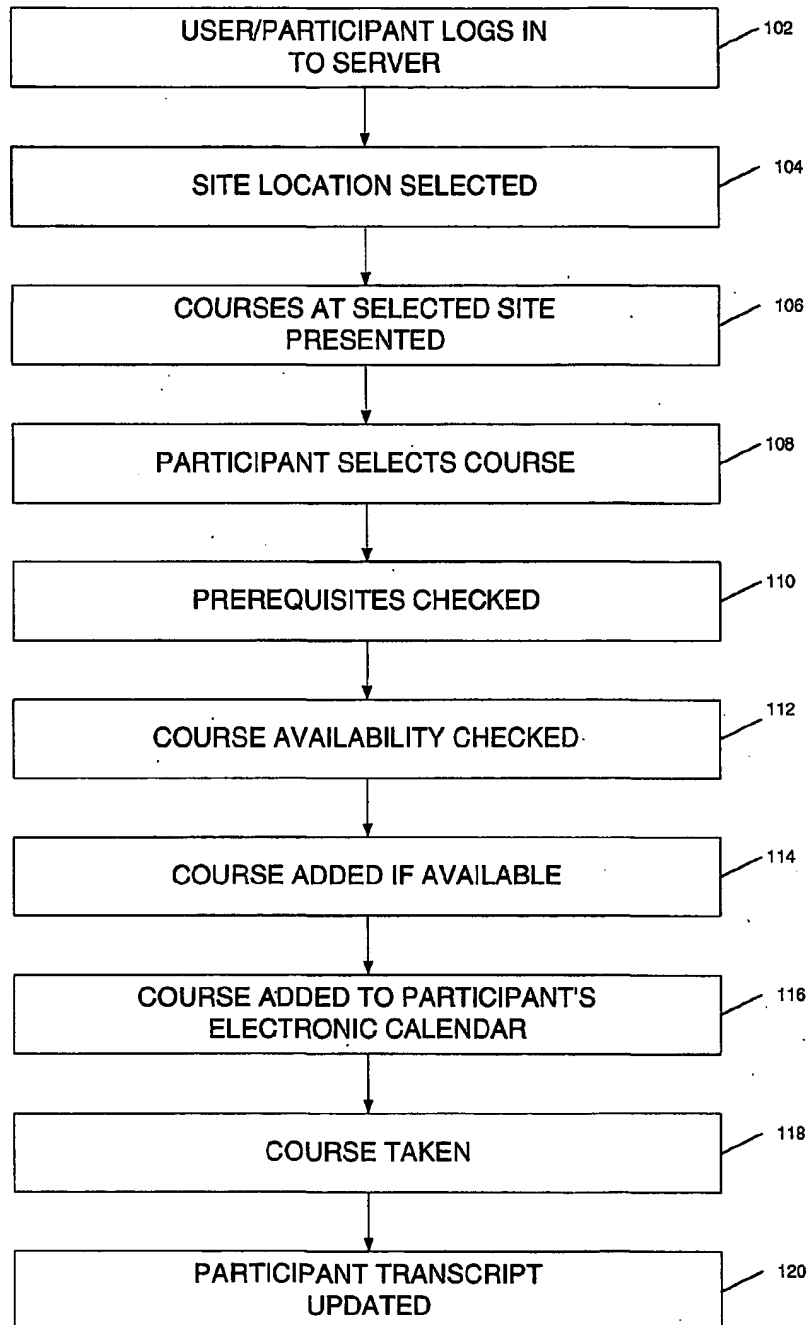 USER/PARTICIPANT LOGS IN
TO SERVER
102
SITE LOCATION SELECTED
104
COURSES AT SELECTED SITE
PRESENTED
106
PARTICIPANT SELECTS COURSE
108
PREREQUISITES CHECKED
110
COURSE AVAILABILITY CHECKED
112
COURSE ADDED IF AVAILABLE
114
COURSE ADDED TO PARTICIPANT'S
ELECTRONIC CALENDAR
116
COURSE TAKEN
118
PARTICIPANT TRANSCRIPT
UPDATED
120